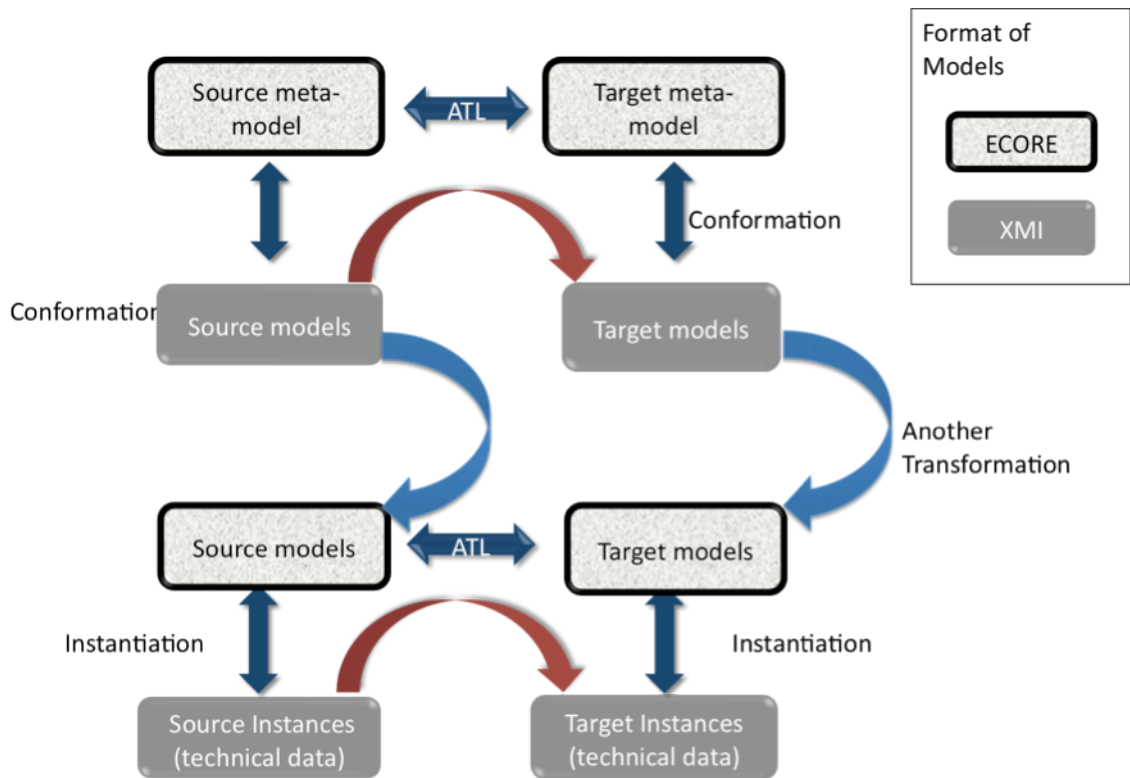 Format of
Models
Source meta-
model
ATL
Target meta-
model
ECORE
Conformation
XMI
Conformation
Source models
Target models
Another
Transformation
Source models
ATL
Target models
Instantiation
Instantiation
Source Instances
(technical data)
Target Instances
(technical data)